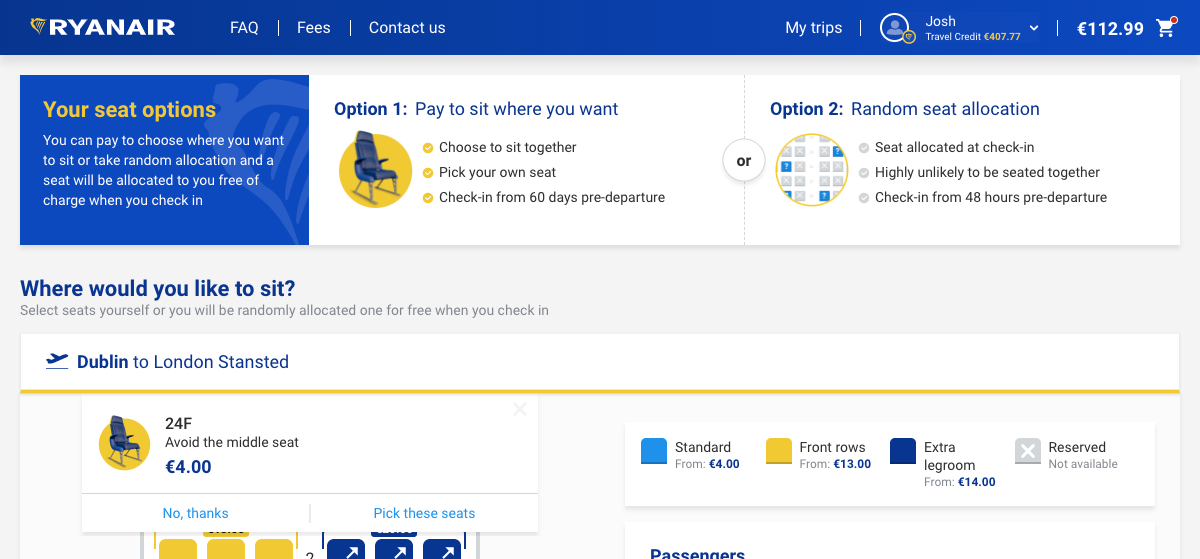 RYANAIR
FAQ
Fees
Contact us
My trips
Josh
Travel Credit €407.77
€112.99
Your seat options
You can pay to choose where you want
to sit or take random allocation and a
seat will be allocated to you free of
charge when you check in
Option 1: Pay to sit where you want
Choose to sit together
Pick your own seat
Check-in from 60 days pre-departure
or
Option 2: Random seat allocation
Seat allocated at check-in
Highly unlikely to be seated together
Check-in from 48 hours pre-departure
Where would you like to sit?
Select seats yourself or you will be randomly allocated one for free when you check in
Dublin to London Stansted
24F
Avoid the middle seat
€4.00
No, thanks
Pick these seats
2
Standard
From: €4.00
Front rows
From: €13.00
Extra
legroom
From: €14.00
Reserved
Not available
Passengers